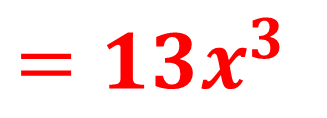 = 13x³